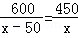 600/(x − 50) = 450/x